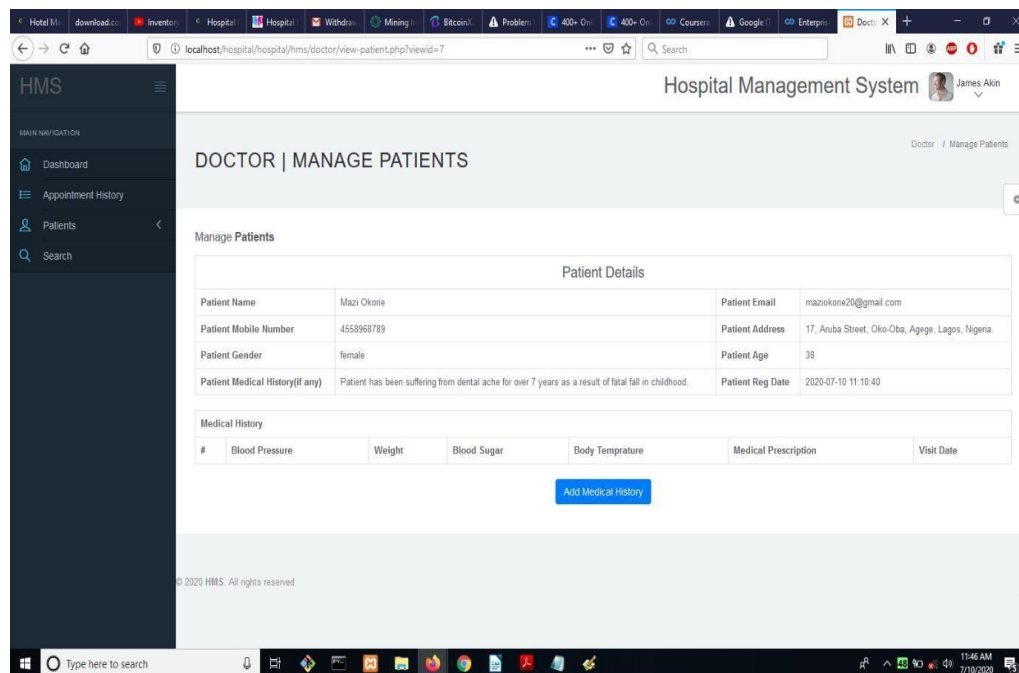 Hotel Ma
download.co
Inventory
Hospital
Hospital
Withdraw
Mining
BitcoinX
Problem
400+ Onl
400+ Onl
Coursera
Google IT
Enterprise
Docto
localhost/hospital/hospital/hms/doctor/view-patient.php?viewid=7
Search
HMS
Hospital Management System
James Akin
MAIN NAVIGATION
Dashboard
Appointment History
Patients
Search
DOCTOR | MANAGE PATIENTS
Doctor / Manage Patients
Manage Patients
Patient Details
Patient Name Mazi Okorie Patient Email maziokorie20@gmail.com
Patient Mobile Number 4558968789 Patient Address 17, Aruba Street, Oko-Oba, Agege, Lagos, Nigeria.
Patient Gender female Patient Age 38
Patient Medical History(if any) Patient has been suffering from dental ache for over 7 years as a result of fatal fall in childhood. Patient Reg Date 2020-07-10 11:10:40
Medical History
# Blood Pressure Weight Blood Sugar Body Temprature Medical Prescription Visit Date
Add Medical History
© 2020 HMS. All rights reserved
Type here to search
11:46 AM
7/10/2020